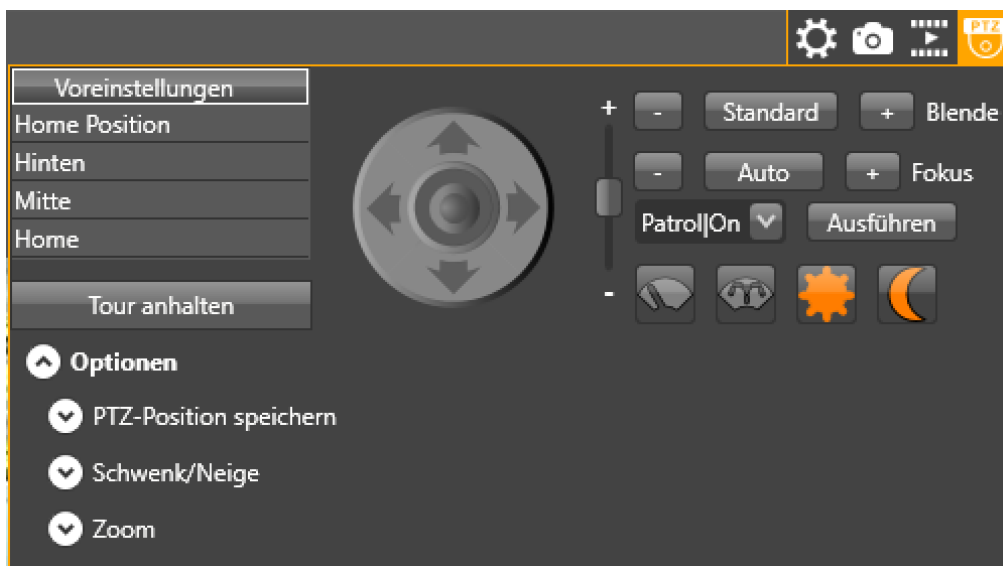 PTZ
Voreinstellungen
Home Position
Hinten
Mitte
Home
Tour anhalten
Optionen
PTZ-Position speichern
Schwenk/Neige
Zoom
+
-
- Standard + Blende
- Auto + Fokus
Patrol|On Ausführen